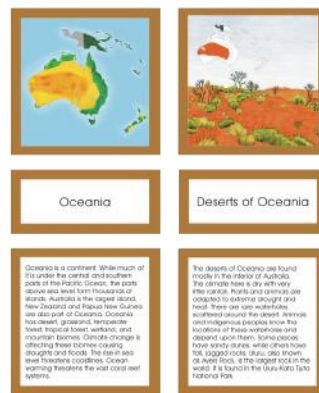 Oceania
Deserts of Oceania
Oceania is a continent. While much of
it is under the central and southern
parts of the Pacific Ocean, the parts
above sea level form thousands of
islands. Australia is the largest island.
New Zealand and Papua New Guinea
are also part of Oceania. Oceania
has desert, grassland, temperate
forest, tropical forest, wetland, and
mountain biomes. Climate change is
affecting these biomes causing
droughts and floods. The rise in sea
level threatens coastlines. Ocean
warming threatens the vast coral reef
systems.
The deserts of Oceania are found
mostly in the interior of Australia.
The climate here is dry with very
little rainfall. Plants and animals are
adapted to extreme drought and
heat. There are rare waterholes
scattered around the desert. Animals
and indigenous peoples know the
locations of these waterholes and
depend upon them. Some places
have sandy dunes, while others have
tall, jagged rocks. Uluru, also known
as Ayers Rock, is the largest rock in the
world. It is found in the Uluru-Kata Tjuta
National Park.